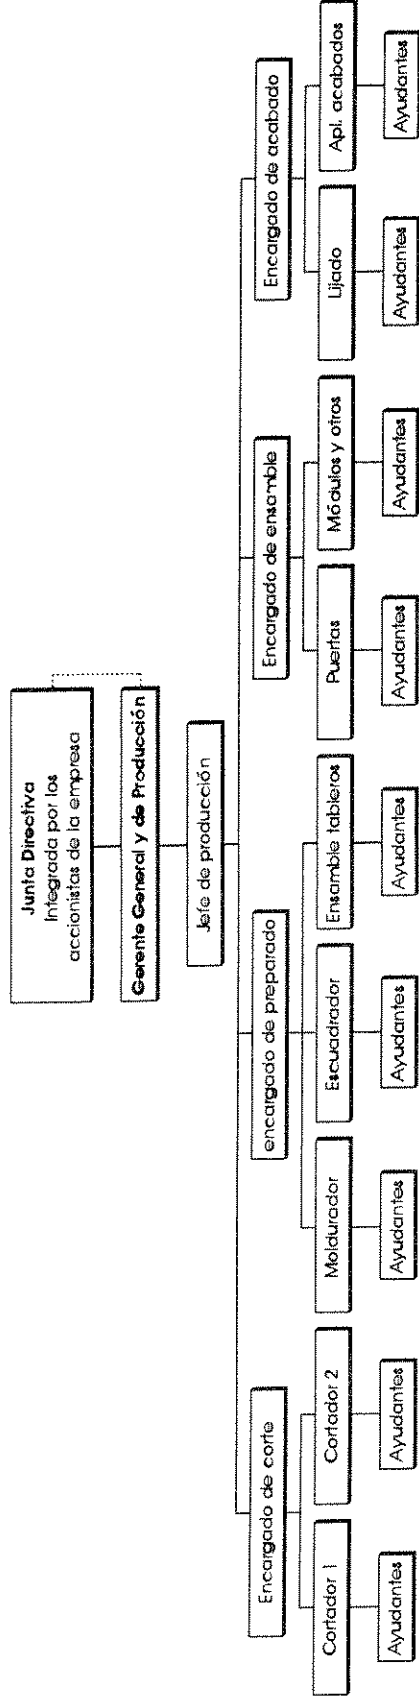 Junta Directiva
Integrada por los
accionistas de la empresa
Gerente General y de Producción
Jefe de producción
Encargado de corte
encargado de preparado
Encargado de ensamble
Encargado de acabado
Cortador 1
Cortador 2
Moldurador
Escuadrador
Ensamble tableros
Puertas
Módulos y otros
Lijado
Apl. acabados
Ayudantes
Ayudantes
Ayudantes
Ayudantes
Ayudantes
Ayudantes
Ayudantes
Ayudantes
Ayudantes